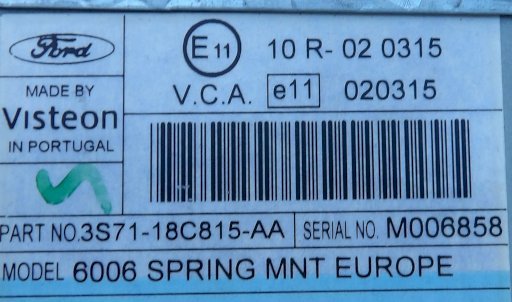 Ford
E11 10 R- 02 0315
MADE BY
Visteon
IN PORTUGAL
V.C.A. e11 020315
PART NO.3S71-18C815-AA SERIAL NO. M006858
MODEL 6006 SPRING MNT EUROPE